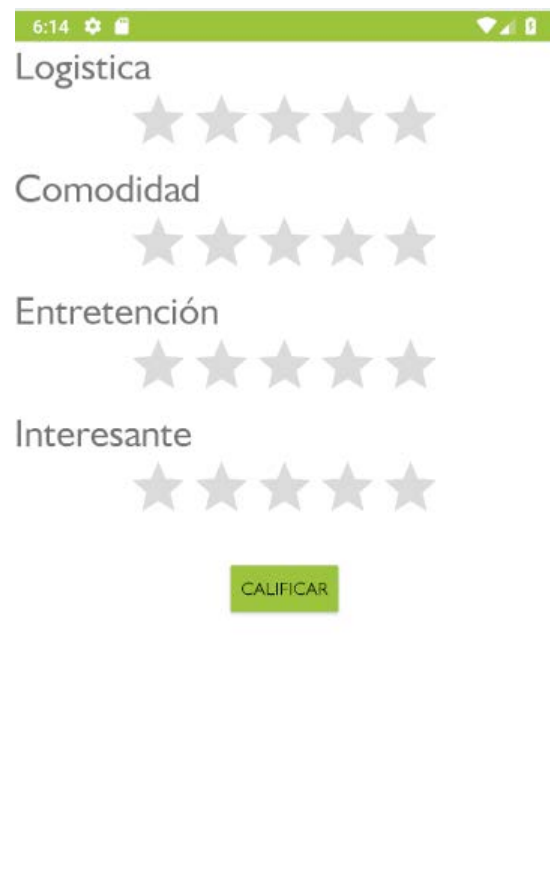 6:14
Logistica
Comodidad
Entretención
Interesante
CALIFICAR